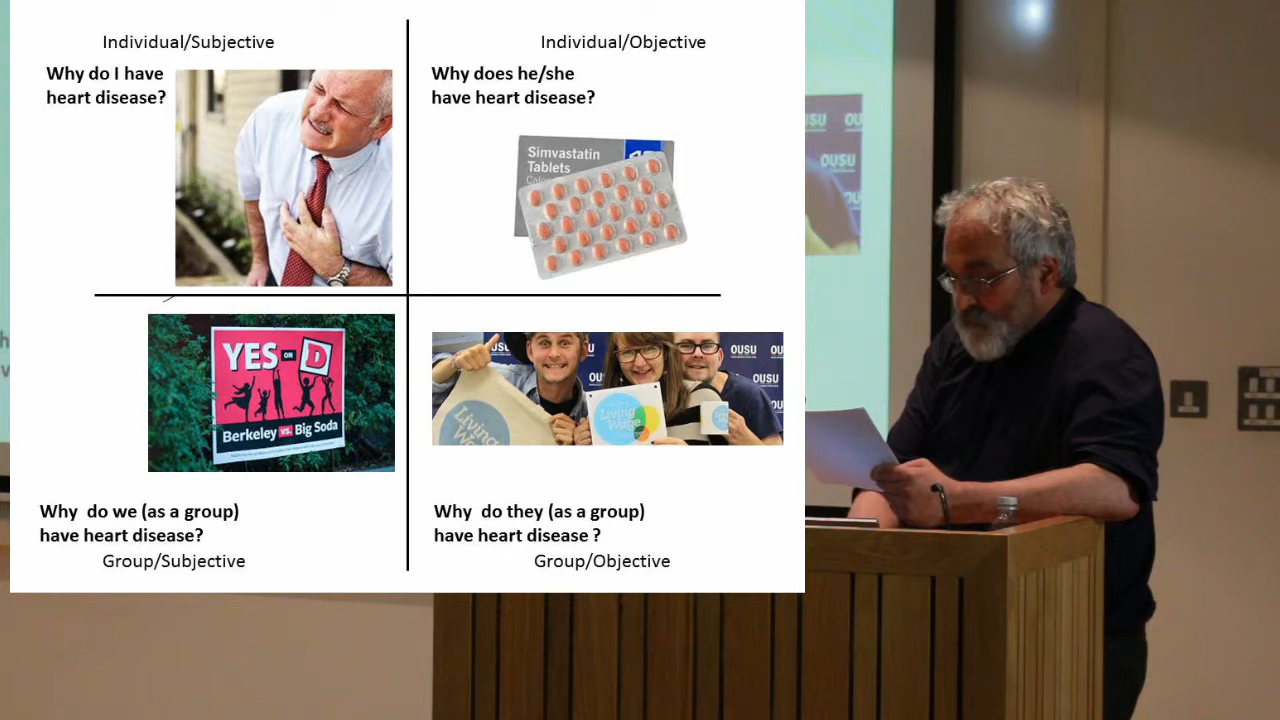 Individual/Subjective
Why do I have
heart disease?
Individual/Objective
Why does he/she
have heart disease?
Simvastatin
Tablets
YES ON D
Berkeley vs. Big Soda
OUSU
OUSU
OUSU
Living
Living
Wage
Living
Why do we (as a group)
have heart disease?
Group/Subjective
Why do they (as a group)
have heart disease ?
Group/Objective
OUSU